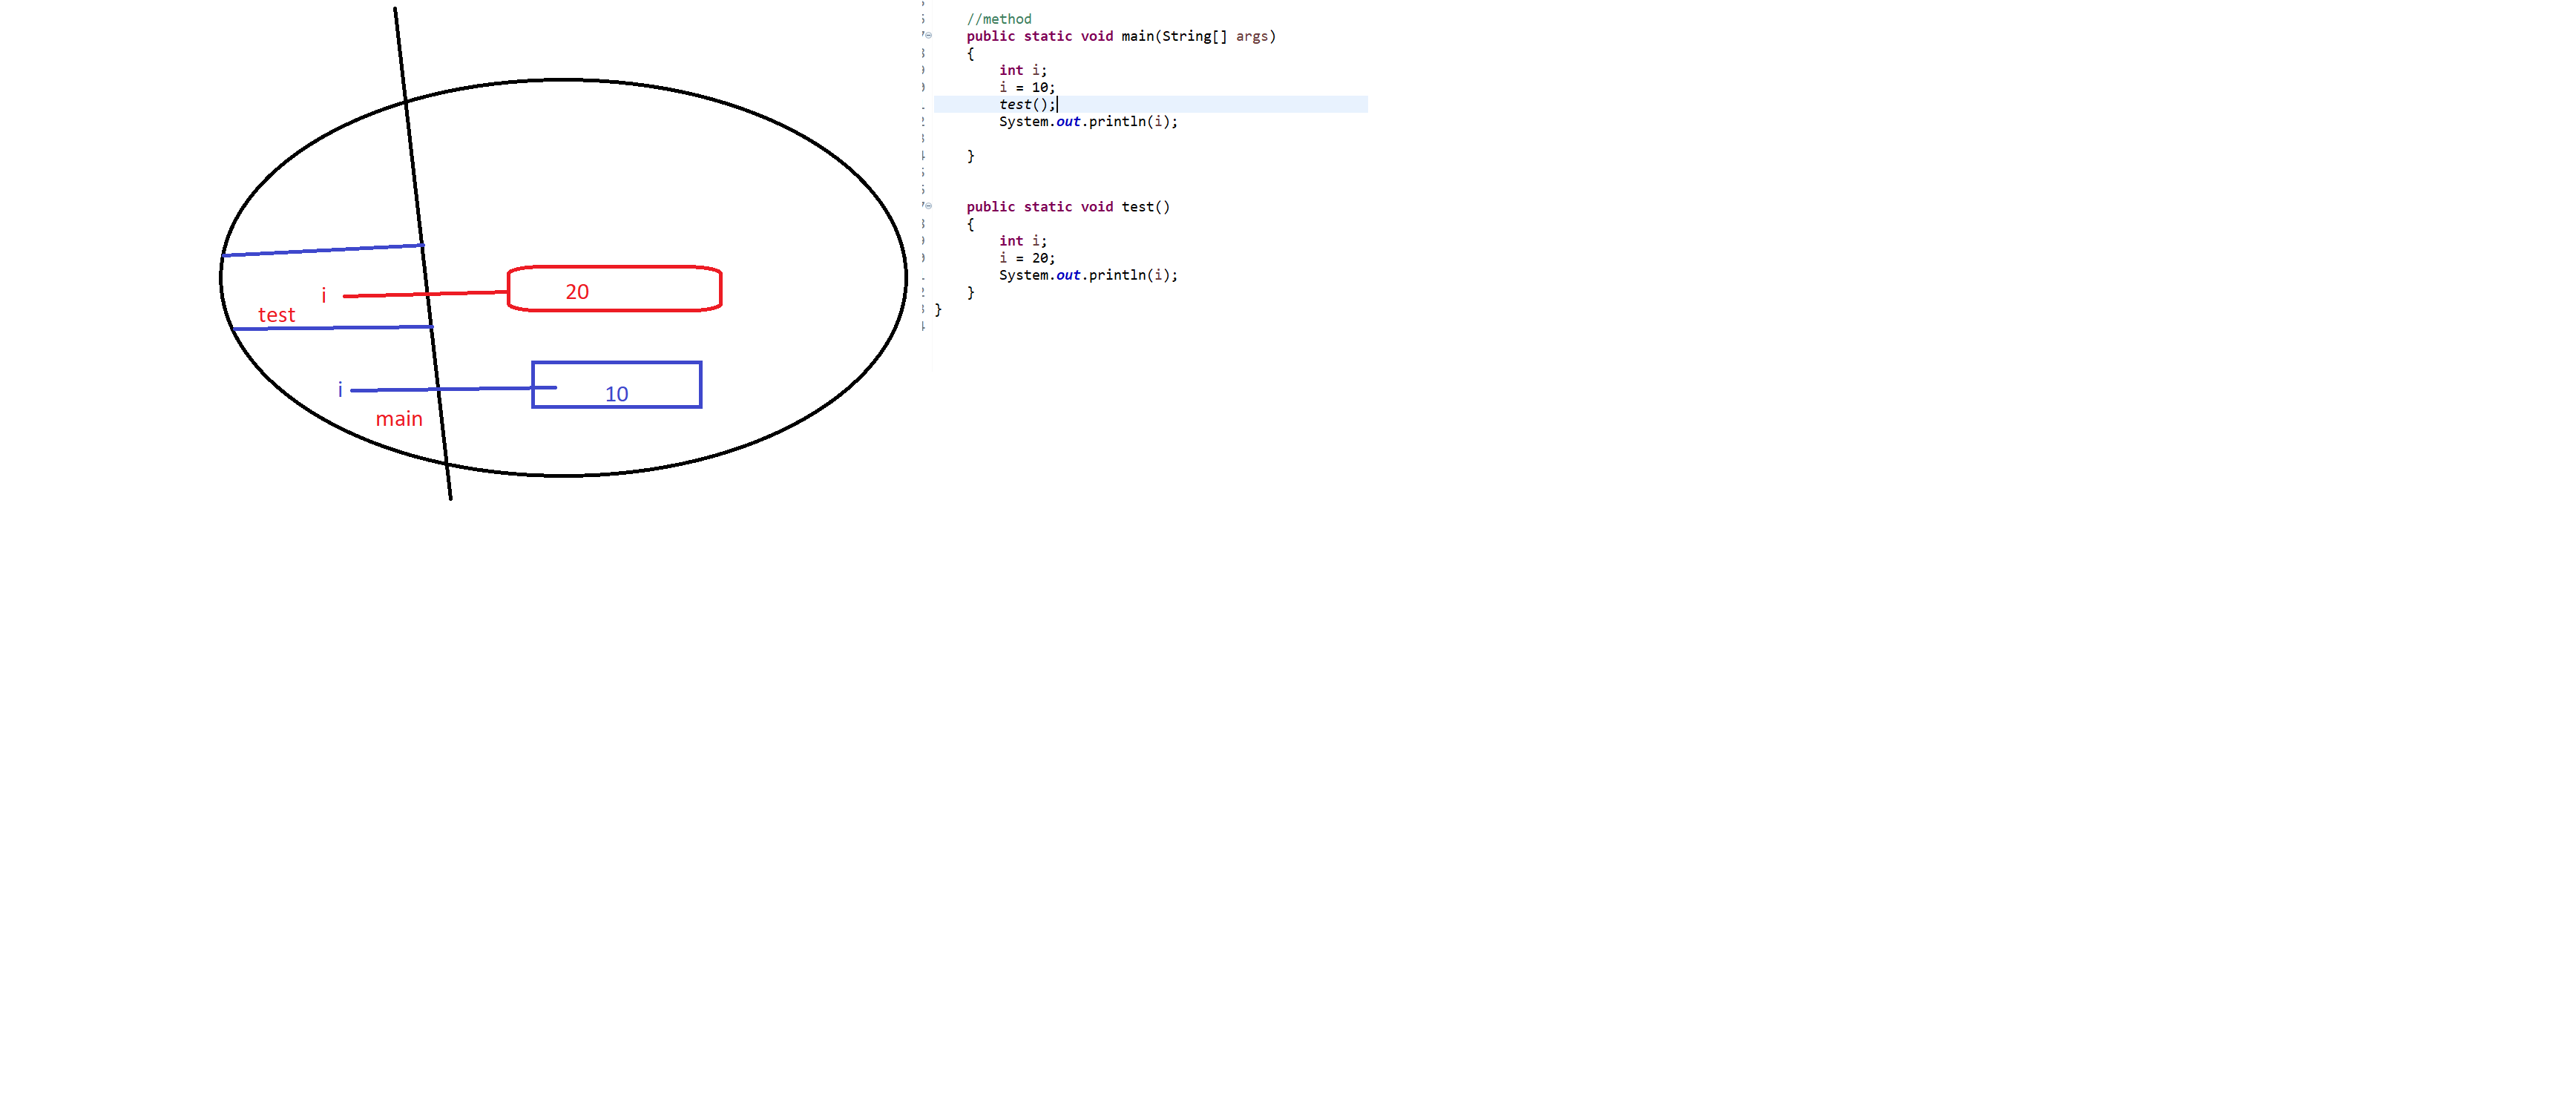 i
20
test
i
10
main
//method
public static void main(String[] args)
{
int i;
i = 10;
test();
System.out.println(i);
}
public static void test()
{
int i;
i = 20;
System.out.println(i);
}
}